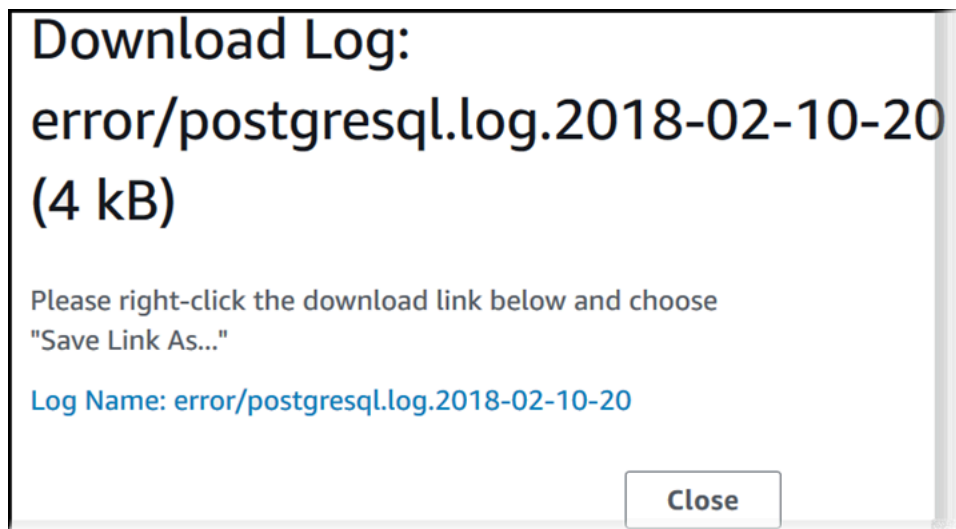 Download Log:
error/postgresql.log.2018-02-10-20
(4 kB)
Please right-click the download link below and choose
"Save Link As..."
Log Name: error/postgresql.log.2018-02-10-20
Close